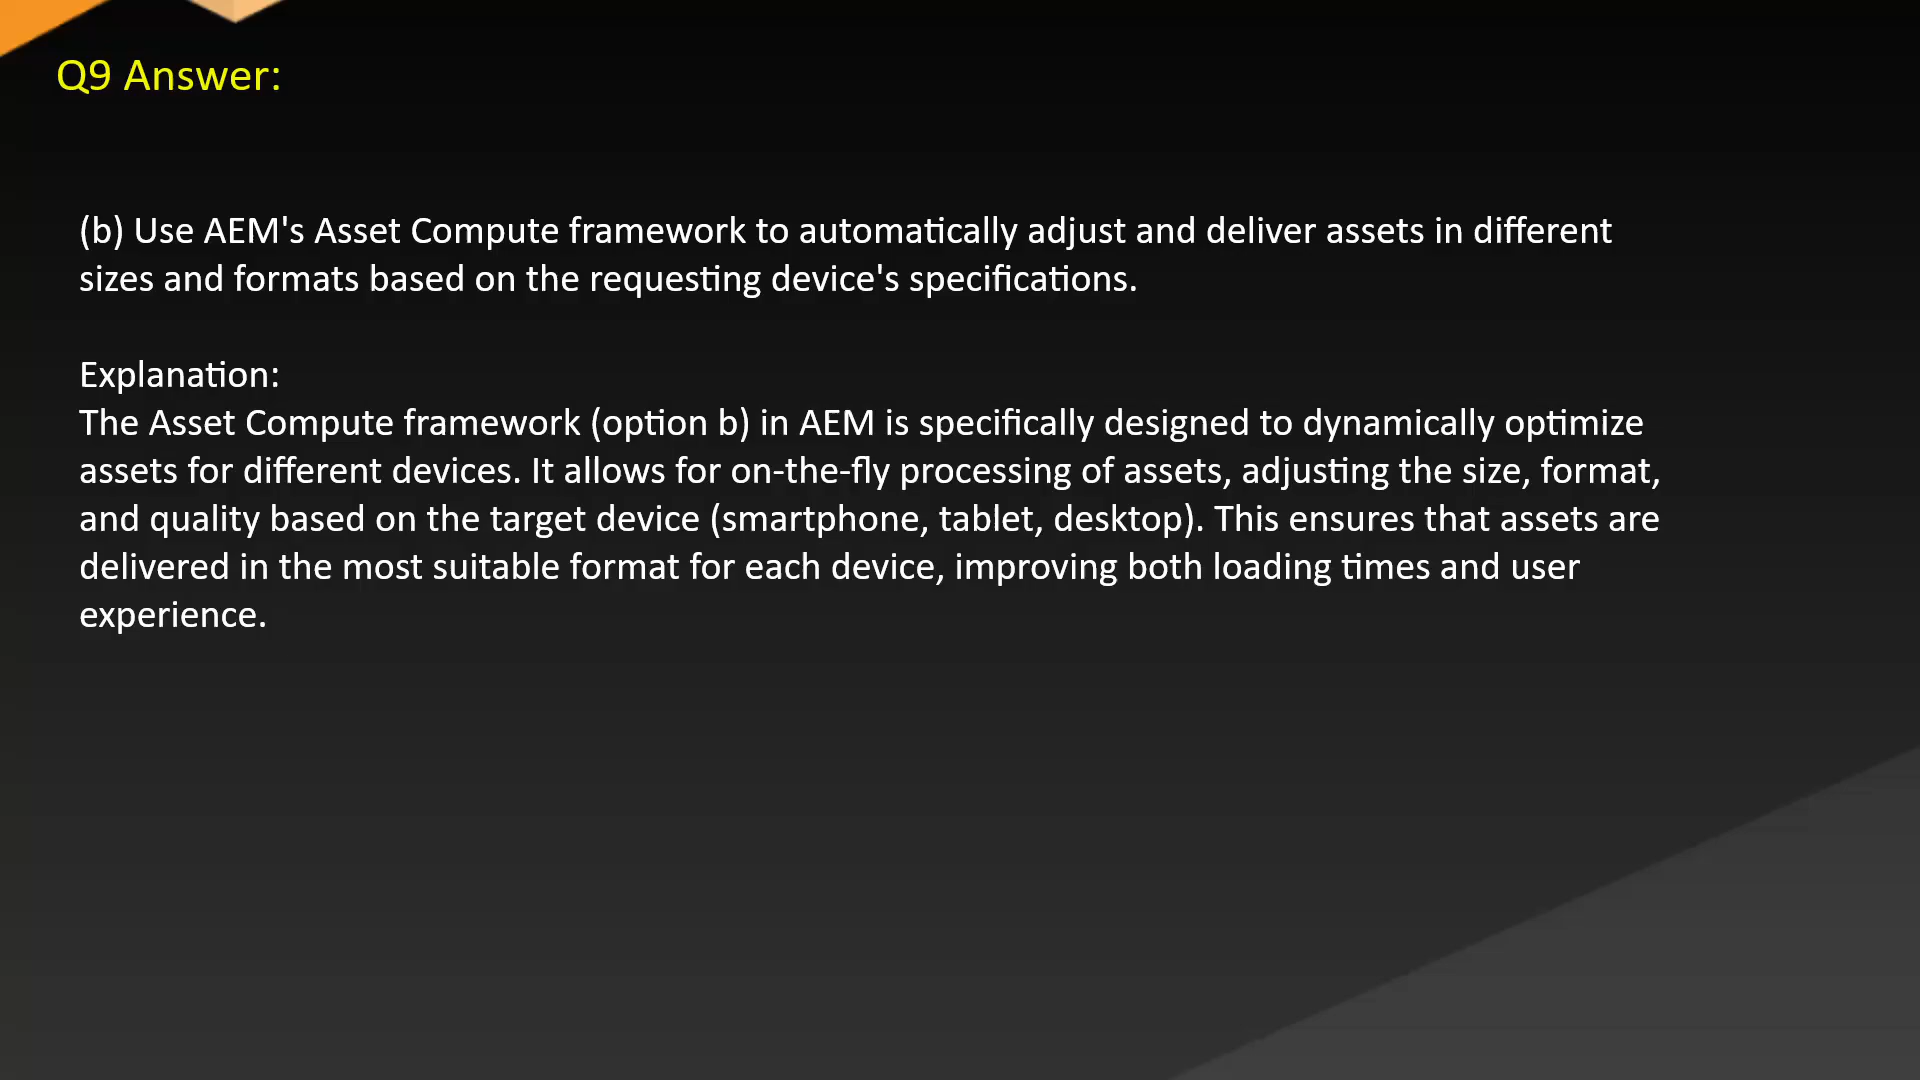 Q9 Answer:
(b) Use AEM's Asset Compute framework to automatically adjust and deliver assets in different
sizes and formats based on the requesting device's specifications.
Explanation:
The Asset Compute framework (option b) in AEM is specifically designed to dynamically optimize
assets for different devices. It allows for on-the-fly processing of assets, adjusting the size, format,
and quality based on the target device (smartphone, tablet, desktop). This ensures that assets are
delivered in the most suitable format for each device, improving both loading times and user
experience.